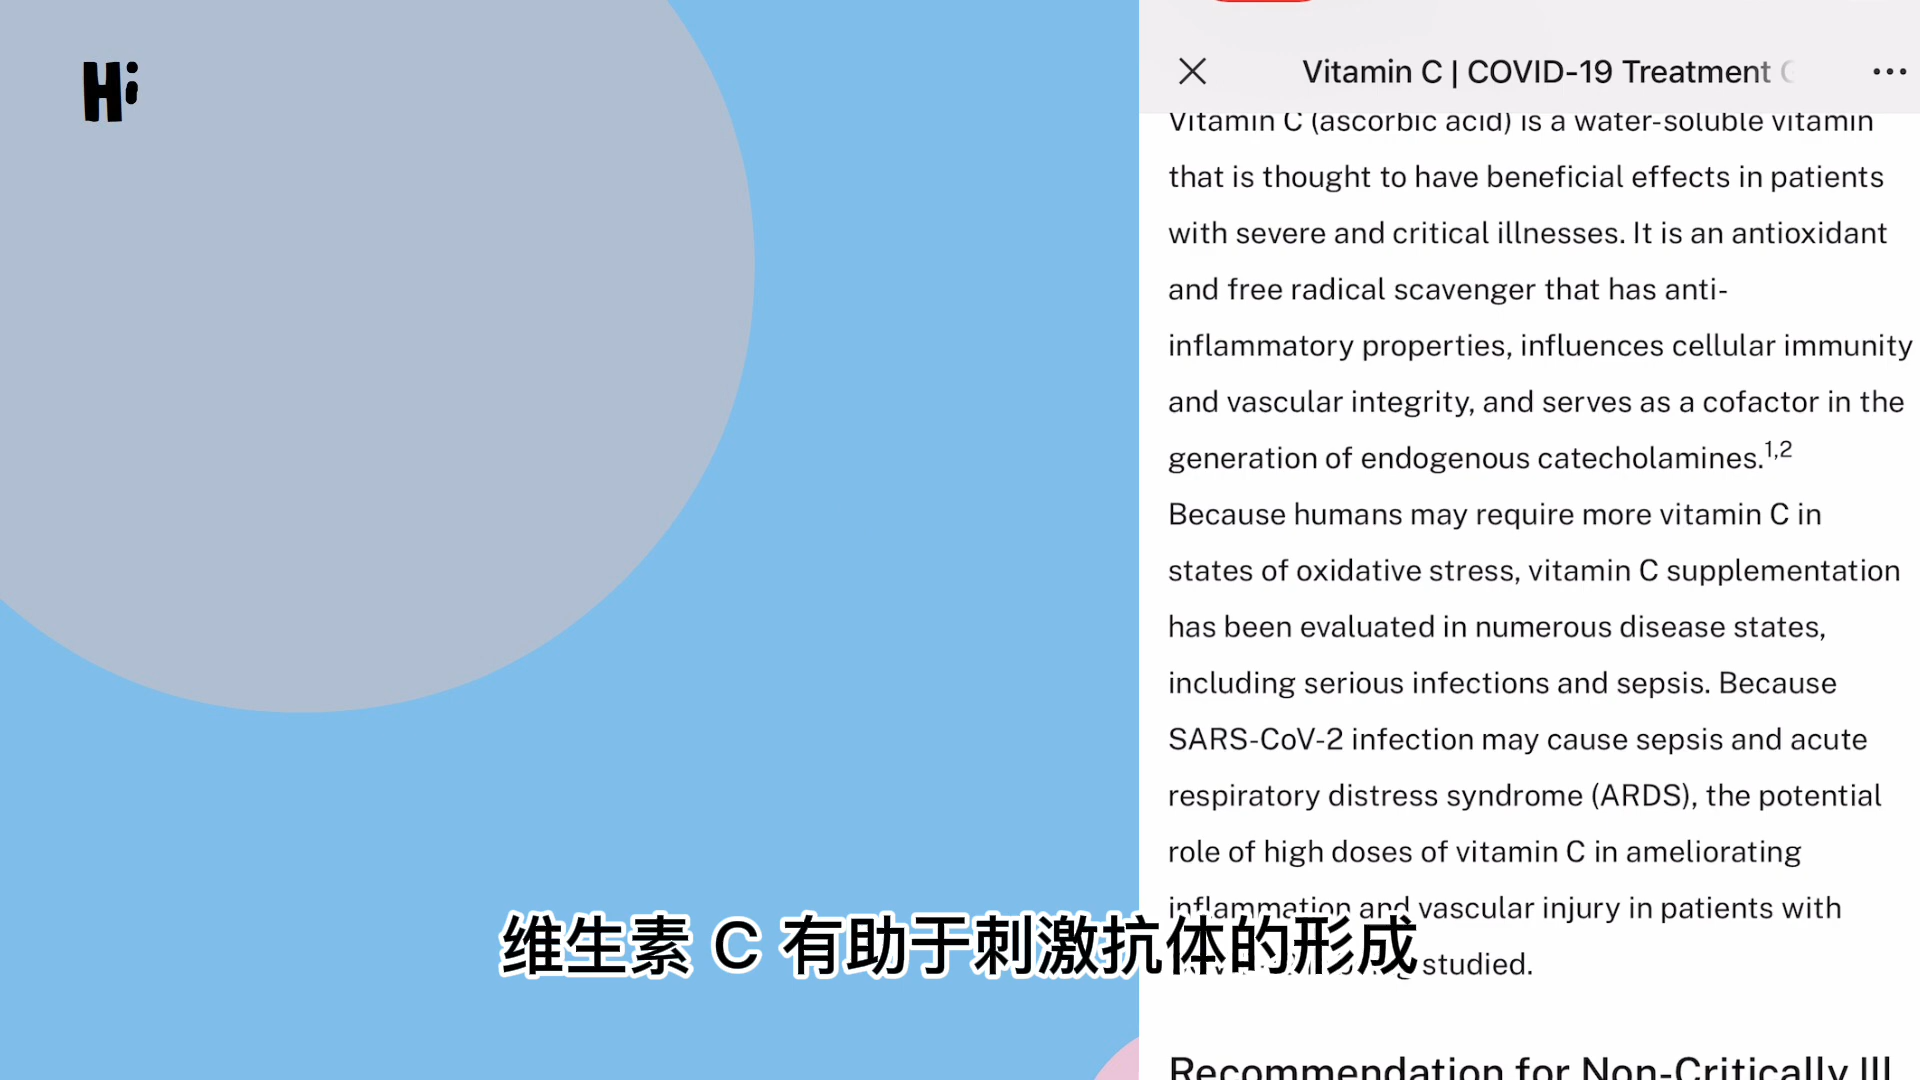 Hi
Vitamin C | COVID-19 Treatment
Vitamin C (ascorbic acid) is a water-soluble vitamin
that is thought to have beneficial effects in patients
with severe and critical illnesses. It is an antioxidant
and free radical scavenger that has anti-
inflammatory properties, influences cellular immunity
and vascular integrity, and serves as a cofactor in the
generation of endogenous catecholamines.1,2
Because humans may require more vitamin C in
states of oxidative stress, vitamin C supplementation
has been evaluated in numerous disease states,
including serious infections and sepsis. Because
SARS-CoV-2 infection may cause sepsis and acute
respiratory distress syndrome (ARDS), the potential
role of high doses of vitamin C in ameliorating
inflammation and vascular injury in patients with
studied.
维生素 C 有助于刺激抗体的形成
Recommendation for Non-Critically Ill